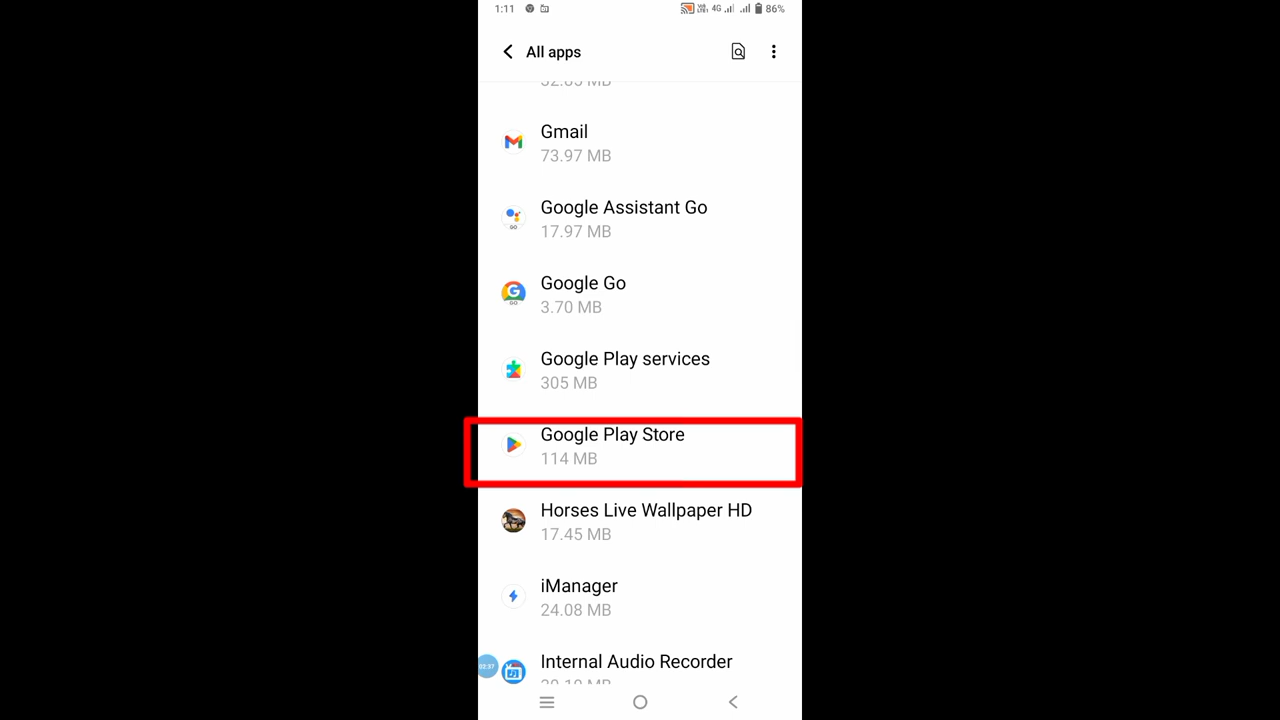 1:11
4G
86%
All apps
Gmail
73.97 MB
Google Assistant Go
17.97 MB
Google Go
3.70 MB
Google Play services
305 MB
Google Play Store
114 MB
Horses Live Wallpaper HD
17.45 MB
iManager
24.08 MB
Internal Audio Recorder